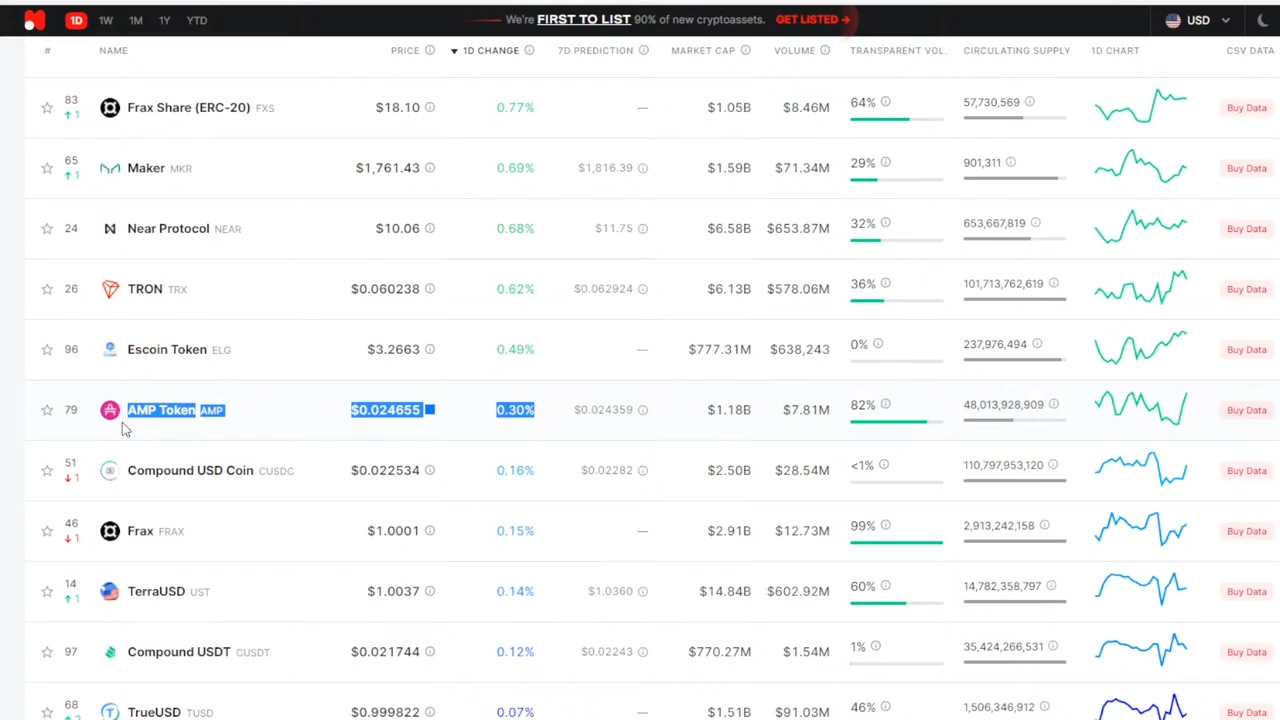 1D 1W 1M 1Y YTD We're FIRST TO LIST 90% of new cryptoassets. GET LISTED → USD
# NAME PRICE 1D CHANGE 7D PREDICTION MARKET CAP VOLUME TRANSPARENT VOL. CIRCULATING SUPPLY 1D CHART CSV DATA
83 ↑ 1 Frax Share (ERC-20) FXS $18.10 0.77% — $1.05B $8.46M 64% 57,730,569 Buy Data
65 ↑ 1 Maker MKR $1,761.43 0.69% $1,816.39 $1.59B $71.34M 29% 901,311 Buy Data
24 Near Protocol NEAR $10.06 0.68% $11.75 $6.58B $653.87M 32% 653,667,819 Buy Data
26 TRON TRX $0.060238 0.62% $0.062924 $6.13B $578.06M 36% 101,713,762,619 Buy Data
96 Escoin Token ELG $3.2663 0.49% — $777.31M $638,243 0% 237,976,494 Buy Data
79 AMP Token AMP $0.024655 0.30% $0.024359 $1.18B $7.81M 82% 48,013,928,909 Buy Data
51 ↓ 1 Compound USD Coin CUSDC $0.022534 0.16% $0.02282 $2.50B $28.54M <1% 110,797,953,120 Buy Data
46 ↓ 1 Frax FRAX $1.0001 0.15% — $2.91B $12.73M 99% 2,913,242,158 Buy Data
14 ↑ 1 TerraUSD UST $1.0037 0.14% $1.0360 $14.84B $602.92M 60% 14,782,358,797 Buy Data
97 Compound USDT CUSDT $0.021744 0.12% $0.02243 $770.27M $1.54M 1% 35,424,266,531 Buy Data
68 TrueUSD TUSD $0.999822 0.07% — $1.51B $91.03M 46% 1,506,346,912 Buy Data